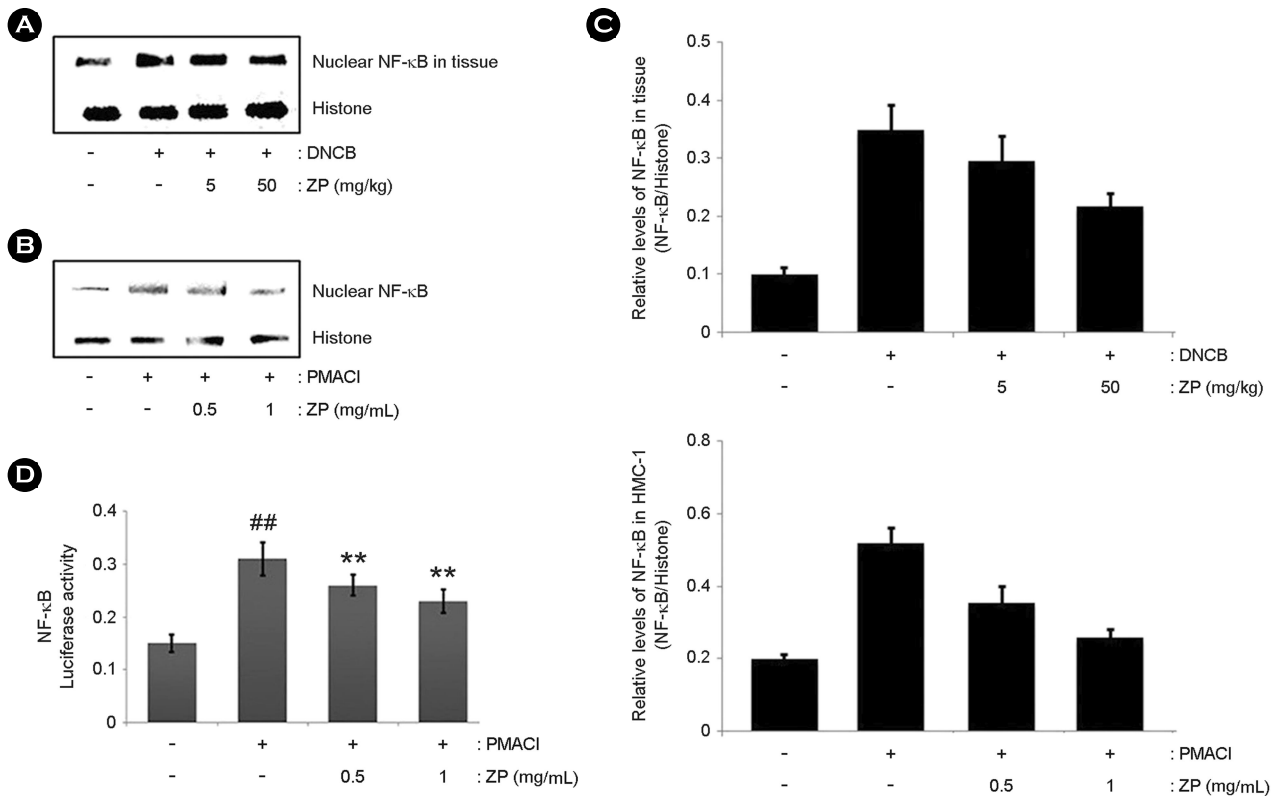 A
Nuclear NF-κB in tissue
Histone
- + + + : DNCB
- - 5 50 : ZP (mg/kg)
B
Nuclear NF-κB
Histone
- + + + : PMACI
- - 0.5 1 : ZP (mg/mL)
C
Relative levels of NF-κB in tissue
(NF-κB/Histone)
0.5
0.4
0.3
0.2
0.1
0
- + + + : DNCB
- - 5 50 : ZP (mg/kg)
Relative levels of NF-κB in HMC-1
(NF-κB/Histone)
0.8
0.6
0.4
0.2
0
- + + + : PMACI
- - 0.5 1 : ZP (mg/mL)
D
NF-κB
Luciferase activity
0.4
0.3
0.2
0.1
0
## ** **
- + + + : PMACI
- - 0.5 1 : ZP (mg/mL)